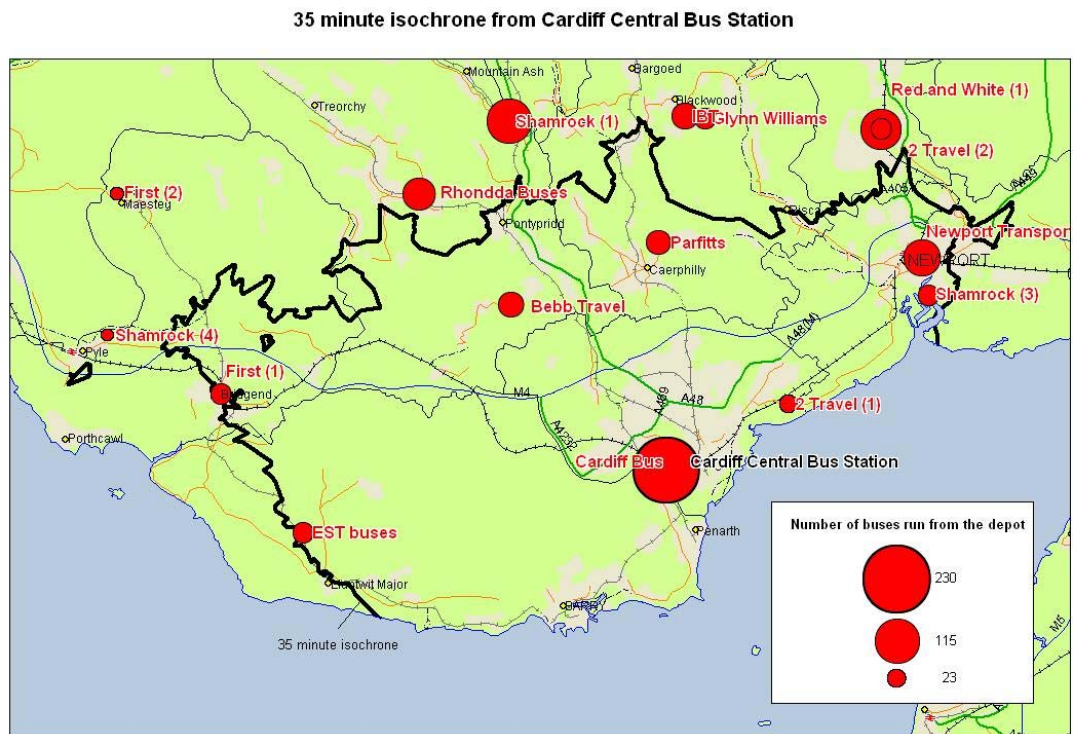 35 minute isochrone from Cardiff Central Bus Station
Mountain Ash
Bargoed
Treorchy
Blackwood
Red and White (1)
Shamrock (1)
IBT
Glynn Williams
2 Travel (2)
First (2)
Maesteg
Rhondda Buses
A449
Pontypridd
Parfitts
Newport Transport
NEWPORT
Caerphilly
Bebb Travel
Shamrock (3)
Shamrock (4)
Pyle
A48(M)
First (1)
M4
A48
2 Travel (1)
A4232
Porthcawl
Cardiff Bus
Cardiff Central Bus Station
EST buses
Penarth
Llantwit Major
BARRY
35 minute isochrone
Number of buses run from the depot
230
115
23
M5